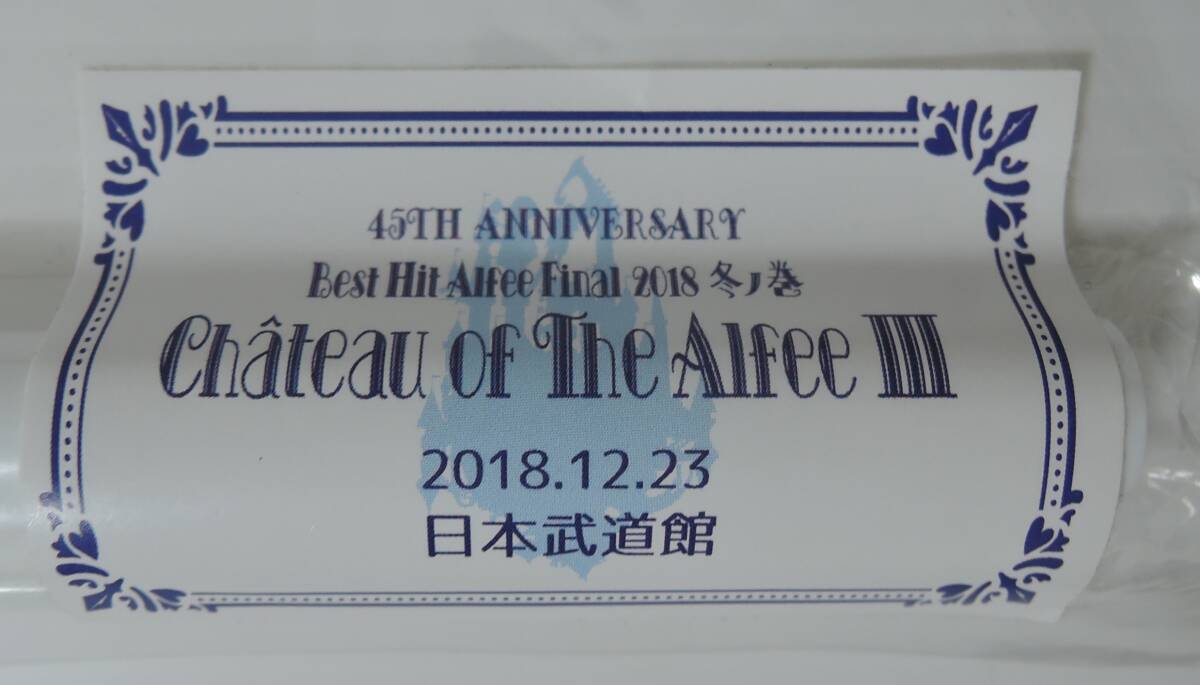 45TH ANNIVERSARY
Best Hit Alfee Final 2018 冬ノ巻
Château of The Alfee III
2018.12.23
日本武道館